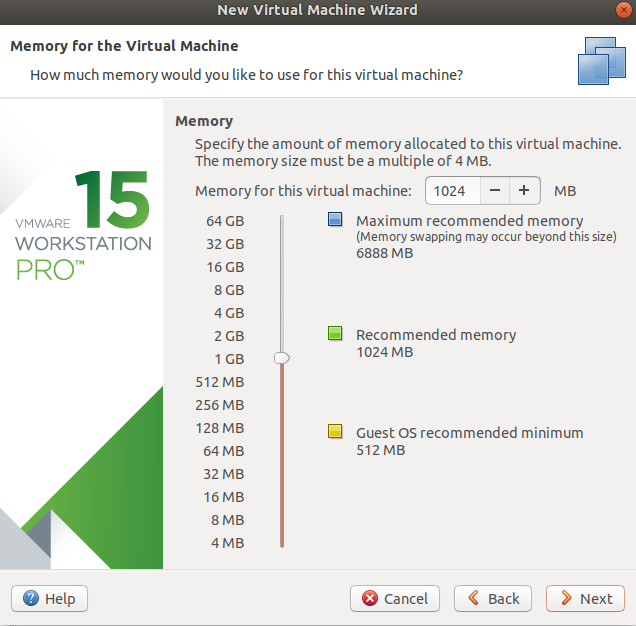 New Virtual Machine Wizard
Memory for the Virtual Machine
How much memory would you like to use for this virtual machine?
15
VMWARE
WORKSTATION
PRO™
Memory
Specify the amount of memory allocated to this virtual machine.
The memory size must be a multiple of 4 MB.
Memory for this virtual machine: 1024 − + MB
64 GB
32 GB
16 GB
8 GB
4 GB
2 GB
1 GB
512 MB
256 MB
128 MB
64 MB
32 MB
16 MB
8 MB
4 MB
Maximum recommended memory
(Memory swapping may occur beyond this size)
6888 MB
Recommended memory
1024 MB
Guest OS recommended minimum
512 MB
Help
Cancel
Back
Next